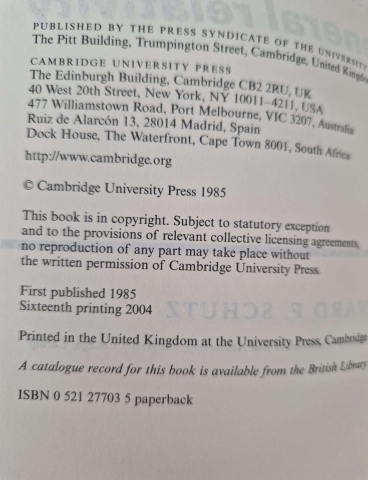 PUBLISHED BY THE PRESS SYNDICATE OF THE UNIVERSITY
The Pitt Building, Trumpington Street, Cambridge, United Kingdom
CAMBRIDGE UNIVERSITY PRESS
The Edinburgh Building, Cambridge CB2 2RU, UK
40 West 20th Street, New York, NY 10011–4211, USA
477 Williamstown Road, Port Melbourne, VIC 3207, Australia
Ruiz de Alarcón 13, 28014 Madrid, Spain
Dock House, The Waterfront, Cape Town 8001, South Africa
http://www.cambridge.org
© Cambridge University Press 1985
This book is in copyright. Subject to statutory exception
and to the provisions of relevant collective licensing agreements,
no reproduction of any part may take place without
the written permission of Cambridge University Press.
First published 1985
Sixteenth printing 2004
Printed in the United Kingdom at the University Press, Cambridge
A catalogue record for this book is available from the British Library
ISBN 0 521 27703 5 paperback